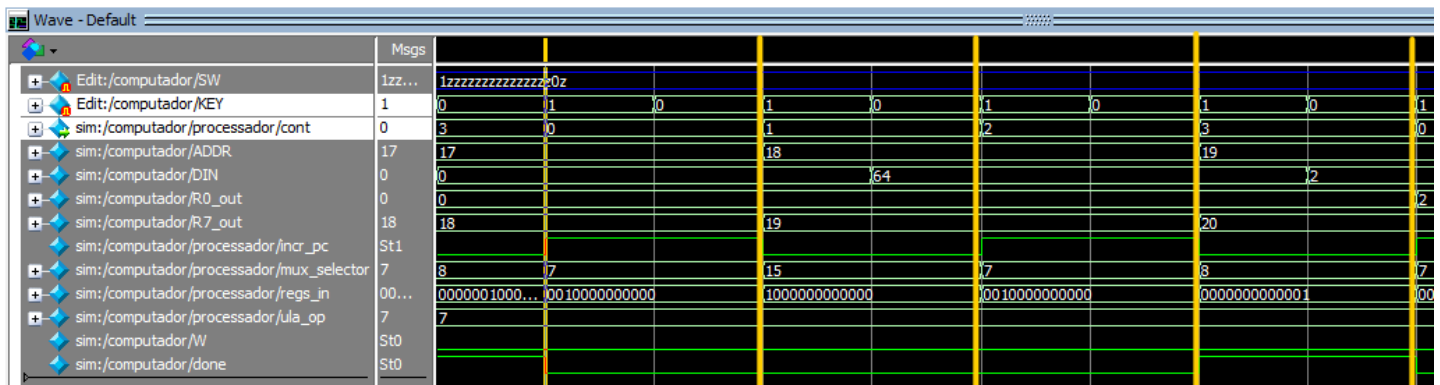 Wave - Default
Msgs
Edit:/computador/SW 1zz... 1zzzzzzzzzzzzzz0z
Edit:/computador/KEY 1 0 1 0 1 0 1 0 1 0 1
sim:/computador/processador/cont 0 3 0 1 2 3 0
sim:/computador/ADDR 17 17 18 19
sim:/computador/DIN 0 0 64 2
sim:/computador/R0_out 0 0 2
sim:/computador/R7_out 18 18 19 20
sim:/computador/processador/incr_pc St1
sim:/computador/processador/mux_selector 7 8 7 15 7 8 7
sim:/computador/processador/regs_in 00... 0000001000... 0010000000000 1000000000000 0010000000000 0000000000001 00
sim:/computador/processador/ula_op 7 7
sim:/computador/W St0
sim:/computador/done St0